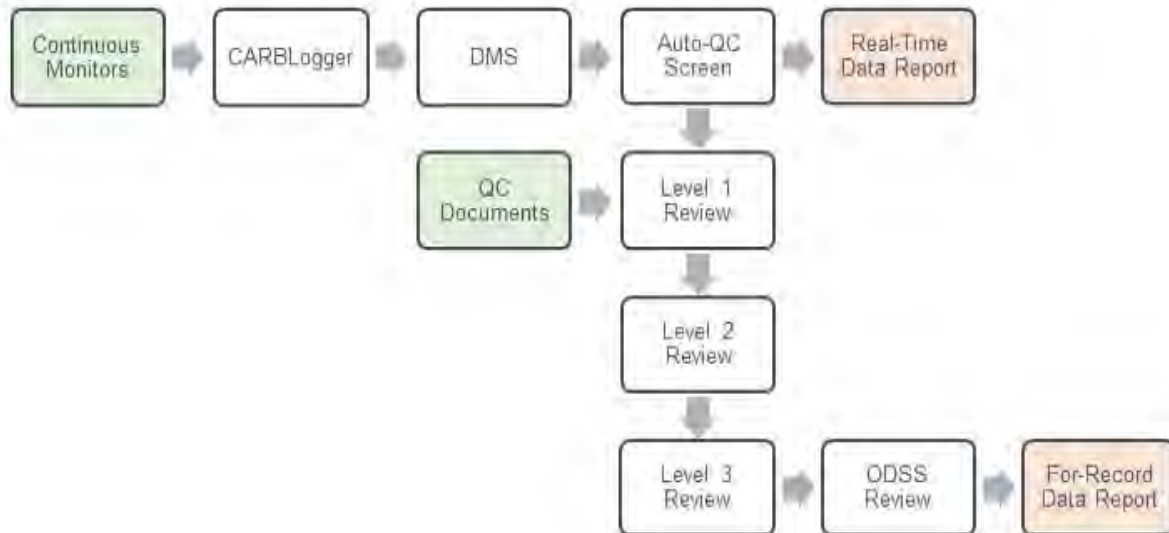 Continuous
Monitors
CARBLogger
DMS
Auto-QC
Screen
Real-Time
Data Report
QC
Documents
Level 1
Review
Level 2
Review
Level 3
Review
ODSS
Review
For-Record
Data Report